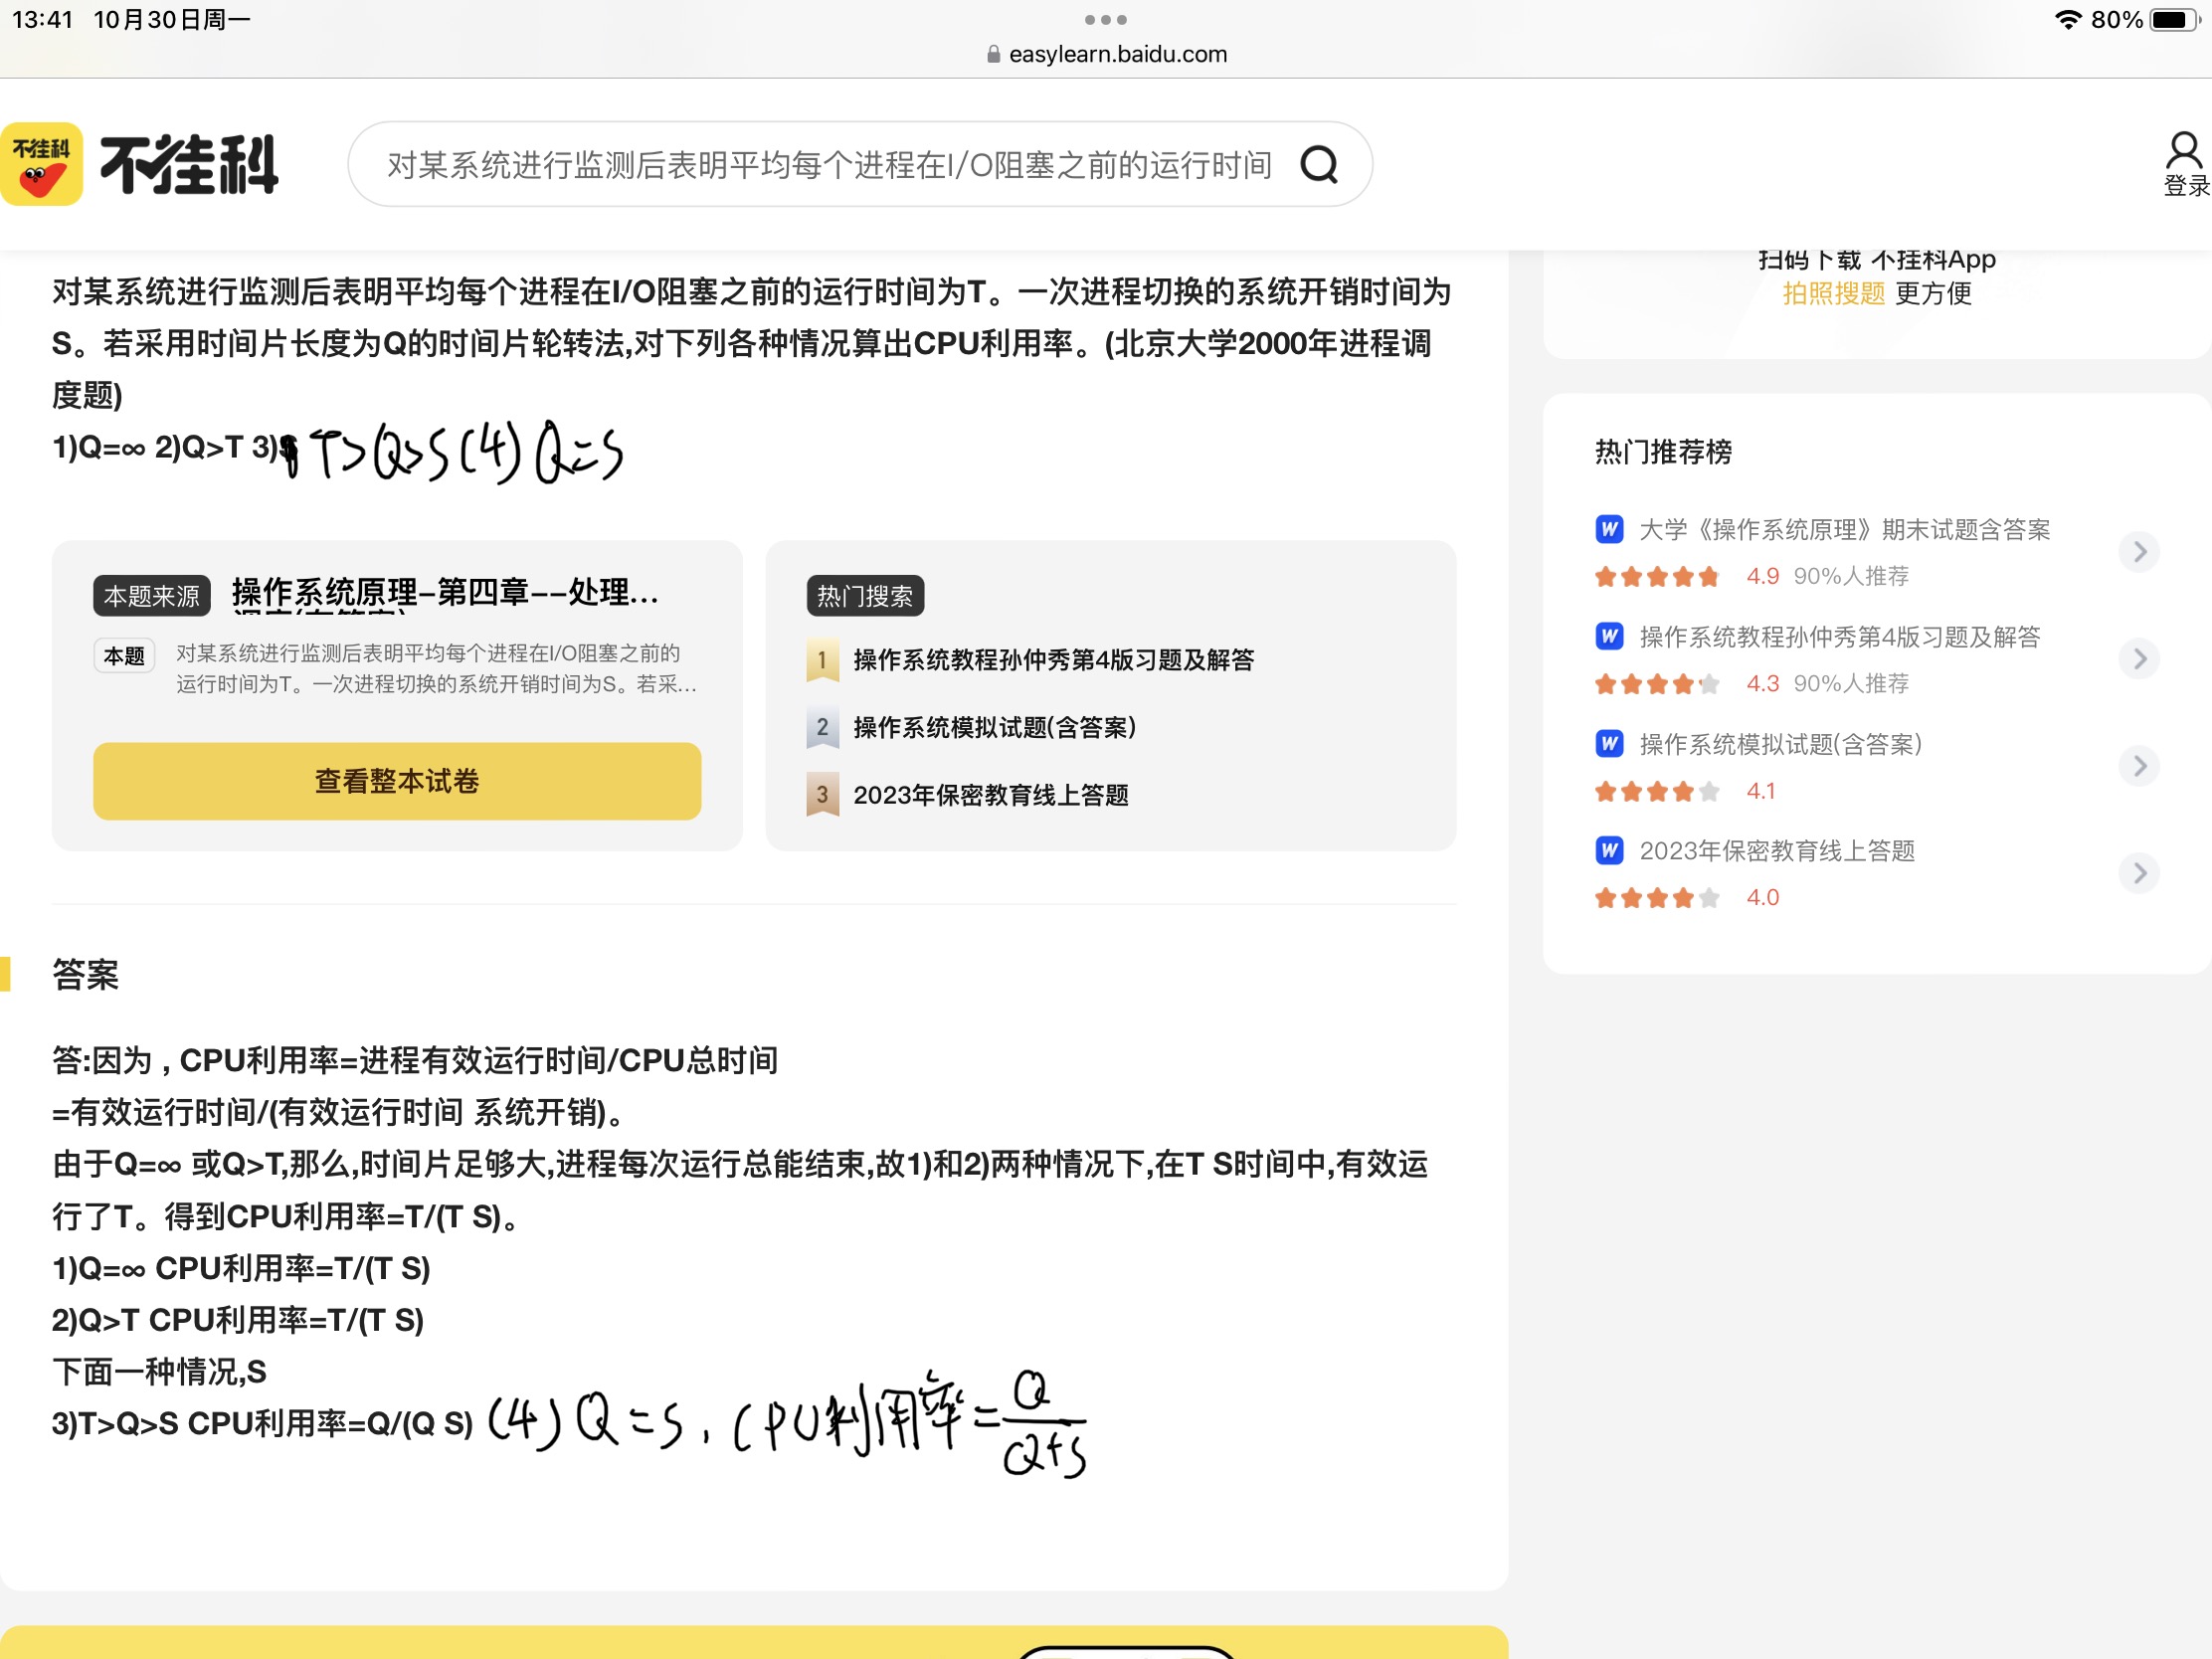 13:41 10月30日周一
80%
easylearn.baidu.com
不挂科
不挂科
对某系统进行监测后表明平均每个进程在I/O阻塞之前的运行时间
登录
对某系统进行监测后表明平均每个进程在I/O阻塞之前的运行时间为T。一次进程切换的系统开销时间为
S。若采用时间片长度为Q的时间片轮转法,对下列各种情况算出CPU利用率。(北京大学2000年进程调
度题)
1)Q=∞ 2)Q>T 3) T>Q>S (4) Q=S
本题来源 操作系统原理-第四章--处理...
本题 对某系统进行监测后表明平均每个进程在I/O阻塞之前的
运行时间为T。一次进程切换的系统开销时间为S。若采...
查看整本试卷
热门搜索
1 操作系统教程孙仲秀第4版习题及解答
2 操作系统模拟试题(含答案)
3 2023年保密教育线上答题
答案
答:因为 , CPU利用率=进程有效运行时间/CPU总时间
=有效运行时间/(有效运行时间 系统开销)。
由于Q=∞ 或Q>T,那么,时间片足够大,进程每次运行总能结束,故1)和2)两种情况下,在T S时间中,有效运
行了T。得到CPU利用率=T/(T S)。
1)Q=∞ CPU利用率=T/(T S)
2)Q>T CPU利用率=T/(T S)
下面一种情况,S
3)T>Q>S CPU利用率=Q/(Q S) (4) Q=S, CPU利用率=Q/(Q+S)
扫码下载 不挂科App
拍照搜题 更方便
热门推荐榜
W 大学《操作系统原理》期末试题含答案
4.9 90%人推荐
W 操作系统教程孙仲秀第4版习题及解答
4.3 90%人推荐
W 操作系统模拟试题(含答案)
4.1
W 2023年保密教育线上答题
4.0